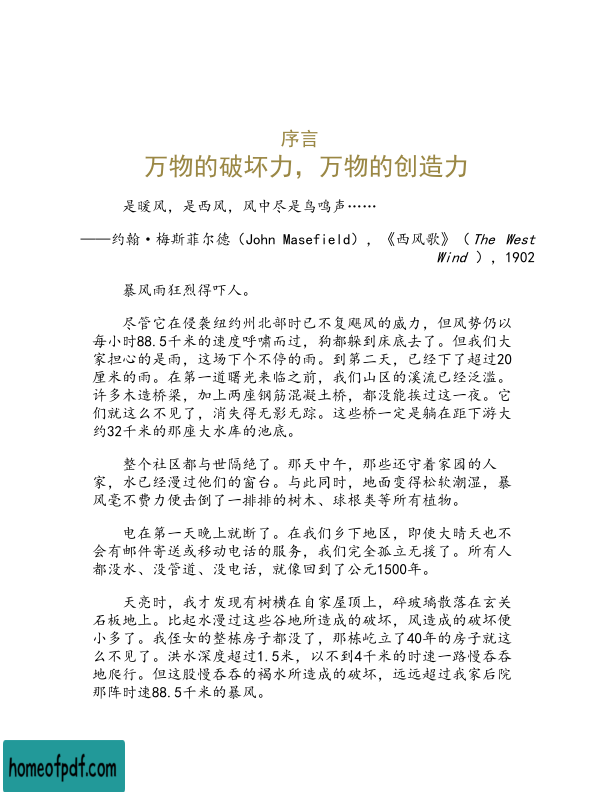 序言
万物的破坏力，万物的创造力
是暖风，是西风，风中尽是鸟鸣声……
——约翰·梅斯菲尔德（John Masefield），《西风歌》（The West
Wind ），1902
暴风雨狂烈得吓人。
尽管它在侵袭纽约州北部时已不复飓风的威力，但风势仍以
每小时88.5千米的速度呼啸而过，狗都躲到床底去了。但我们大
家担心的是雨，这场下个不停的雨。到第二天，已经下了超过20
厘米的雨。在第一道曙光来临之前，我们山区的溪流已经泛滥。
许多木造桥梁，加上两座钢筋混凝土桥，都没能挨过这一夜。它
们就这么不见了，消失得无影无踪。这些桥一定是躺在距下游大
约32千米的那座大水库的池底。
整个社区都与世隔绝了。那天中午，那些还守着家园的人
家，水已经漫过他们的窗台。与此同时，地面变得松软潮湿，暴
风毫不费力便击倒了一排排的树木、球根类等所有植物。
电在第一天晚上就断了。在我们乡下地区，即使大晴天也不
会有邮件寄送或移动电话的服务，我们完全孤立无援了。所有人
都没水、没管道、没电话，就像回到了公元1500年。
天亮时，我才发现有树横在自家屋顶上，碎玻璃散落在玄关
石板地上。比起水漫过这些谷地所造成的破坏，风造成的破坏便
小多了。我侄女的整栋房子都没了，那栋屹立了40年的房子就这
么不见了。洪水深度超过1.5米，以不到4千米的时速一路慢吞吞
地爬行。但这股慢吞吞的褐水所造成的破坏，远远超过我家后院
那阵时速88.5千米的暴风。
homeofpdf.com